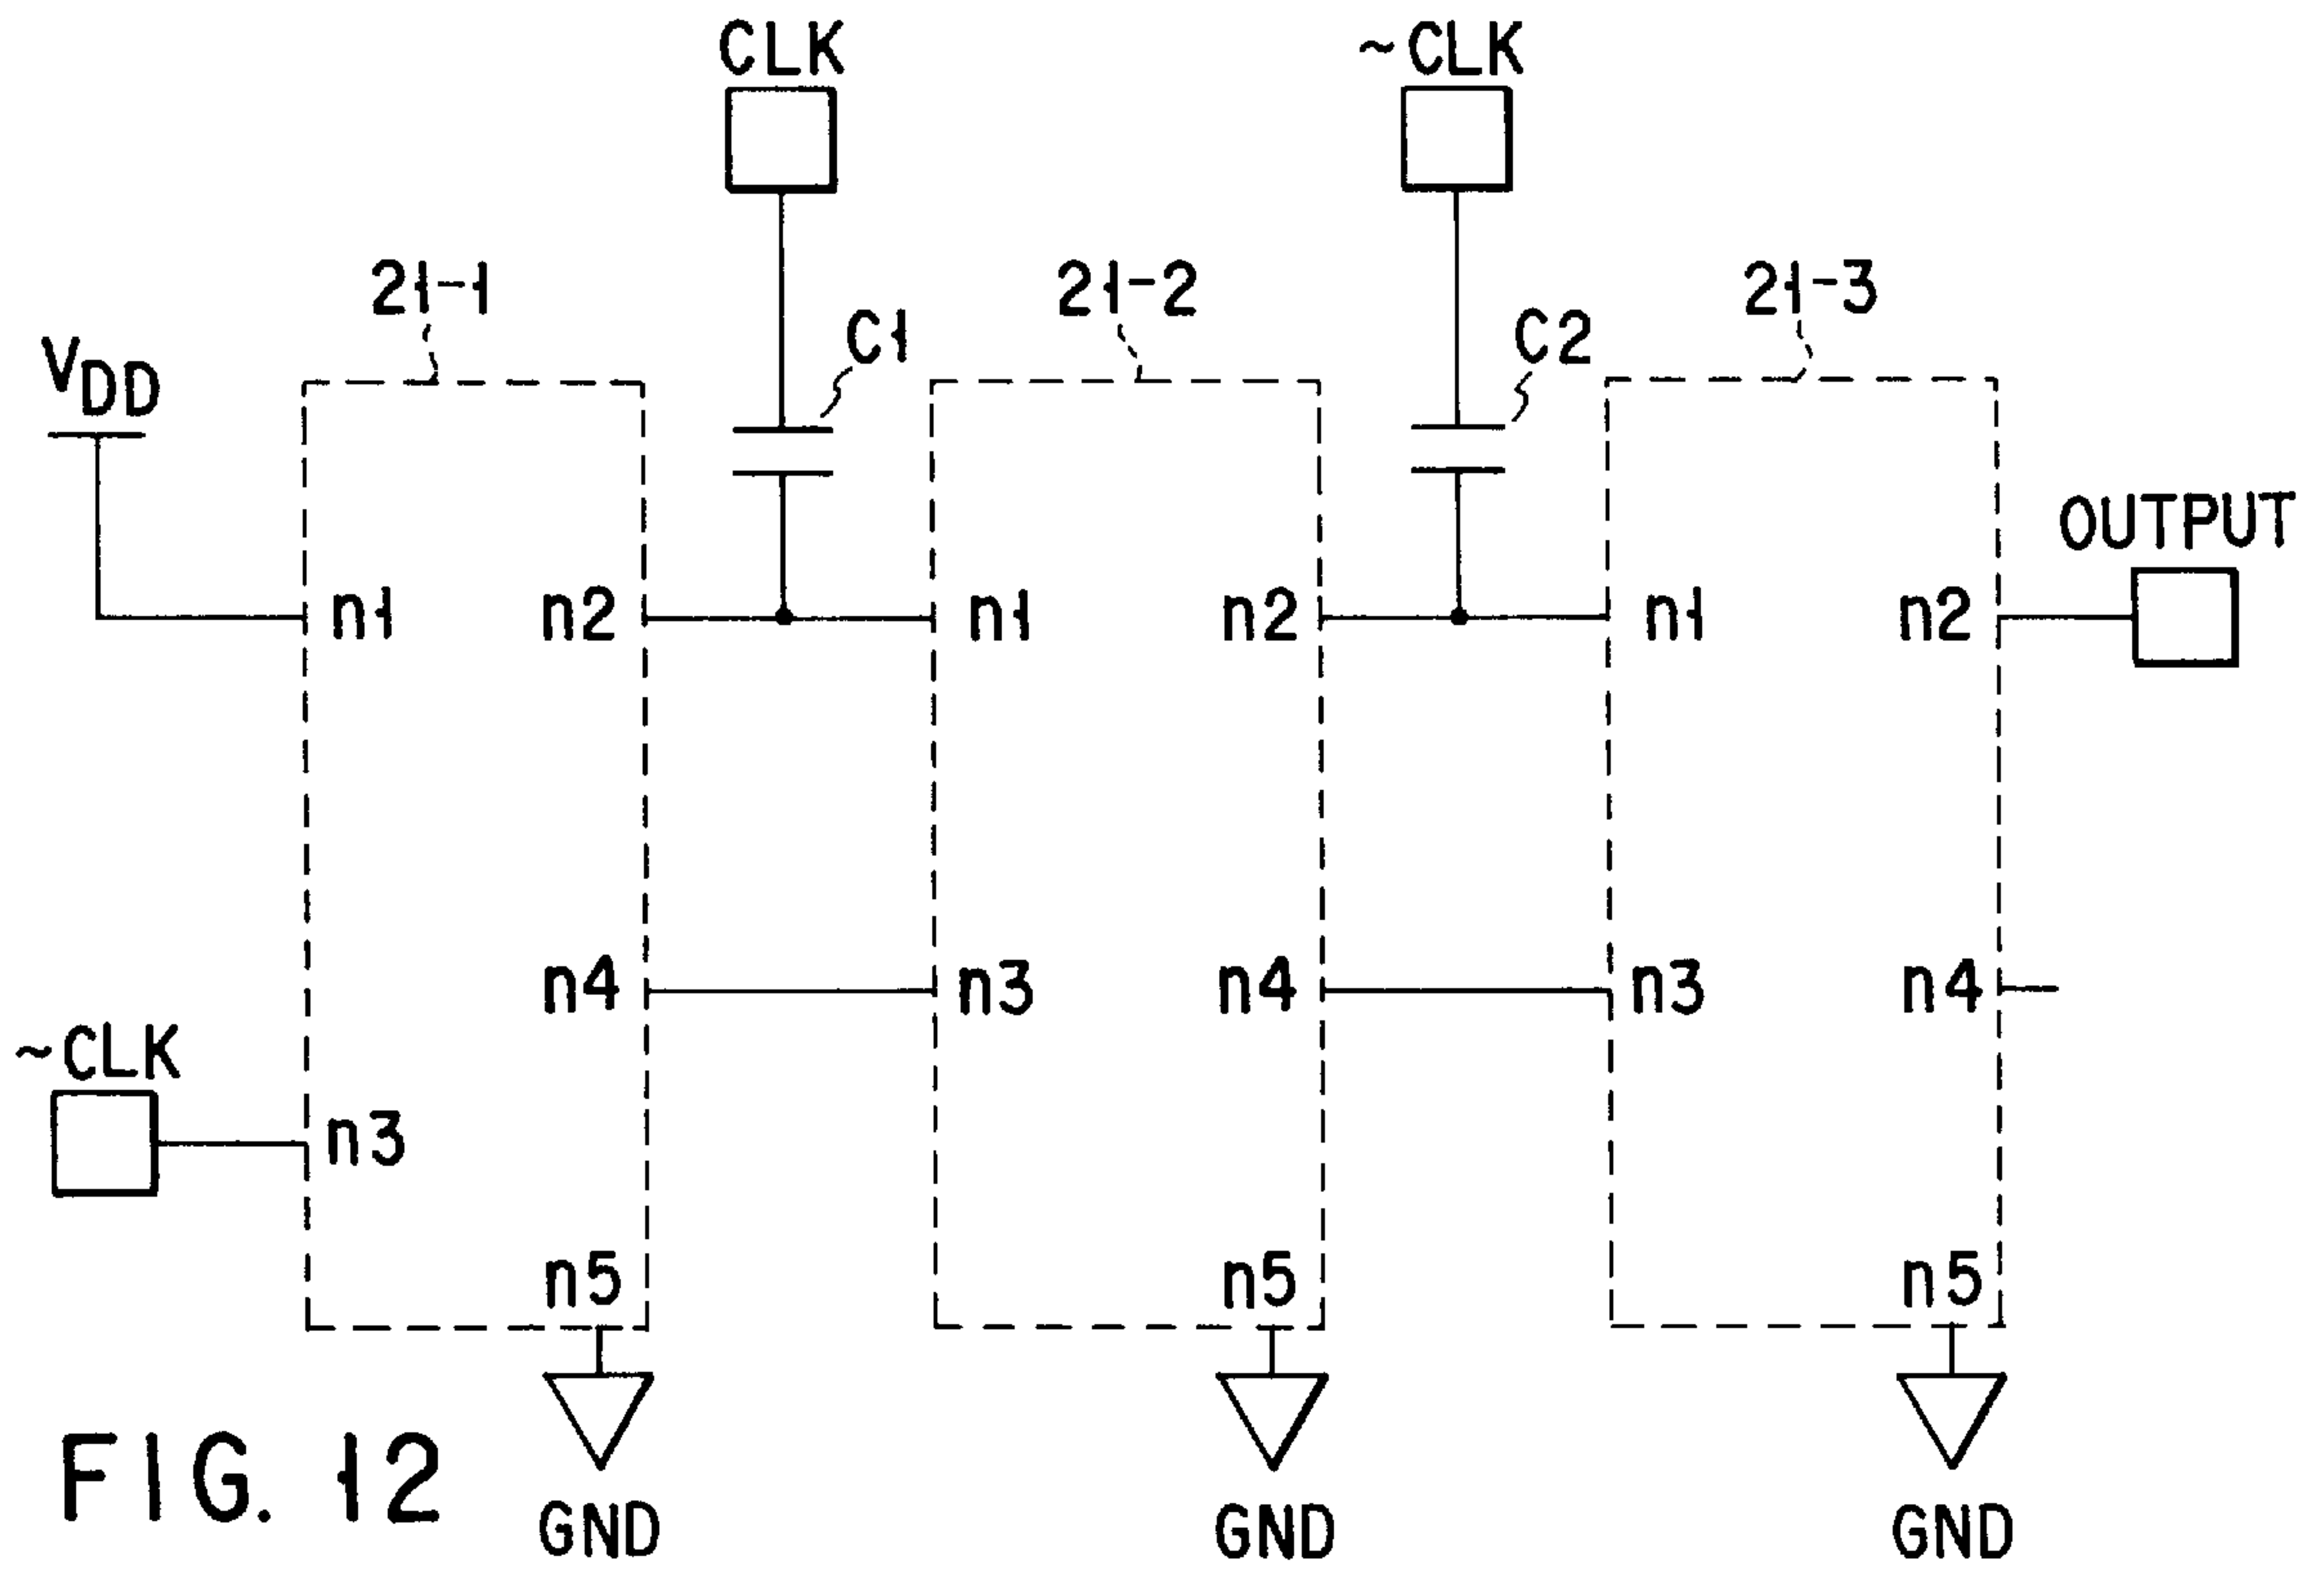 CLK
~CLK
21-1
21-2
21-3
C1
C2
VDD
OUTPUT
n1
n2
n1
n2
n1
n2
n4
n3
n4
n3
n4
~CLK
n3
n5
n5
n5
GND
GND
GND
FIG. 12